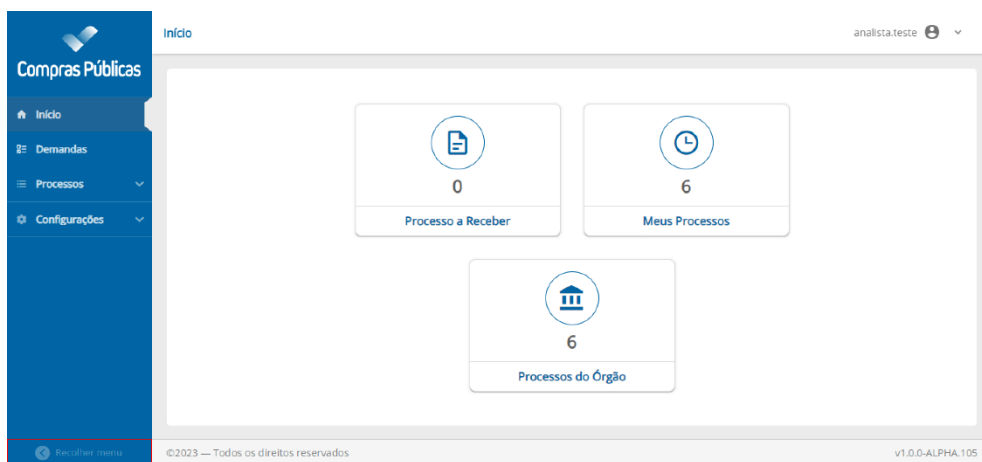 Compras Públicas
Início
Demandas
Processos
Configurações
Recolher menu
Início
analista.teste
0
Processo a Receber
6
Meus Processos
6
Processos do Órgão
©2023 — Todos os direitos reservados
v1.0.0-ALPHA.105